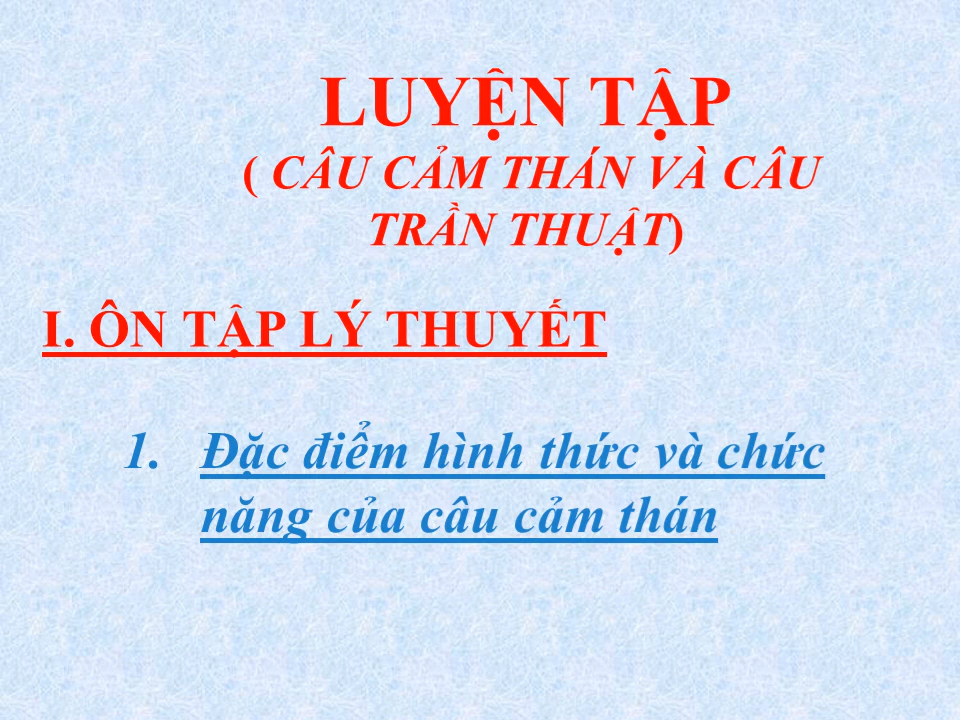 LUYỆN TẬP
( CÂU CẢM THÁN VÀ CÂU
TRẦN THUẬT)
I. ÔN TẬP LÝ THUYẾT
1. Đặc điểm hình thức và chức
năng của câu cảm thán